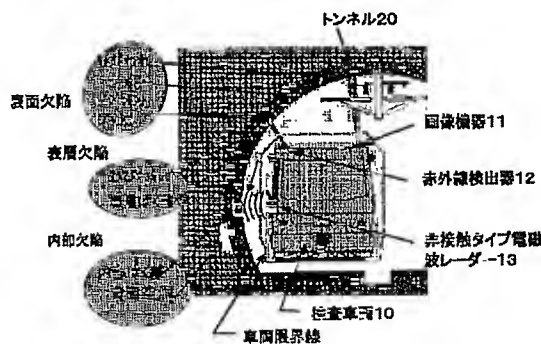 トンネル20
表面欠陥
画像機器11
表層欠陥
赤外線検出器12
内部欠陥
非接触タイプ電磁
波レーダー13
検査車両10
車両限界線